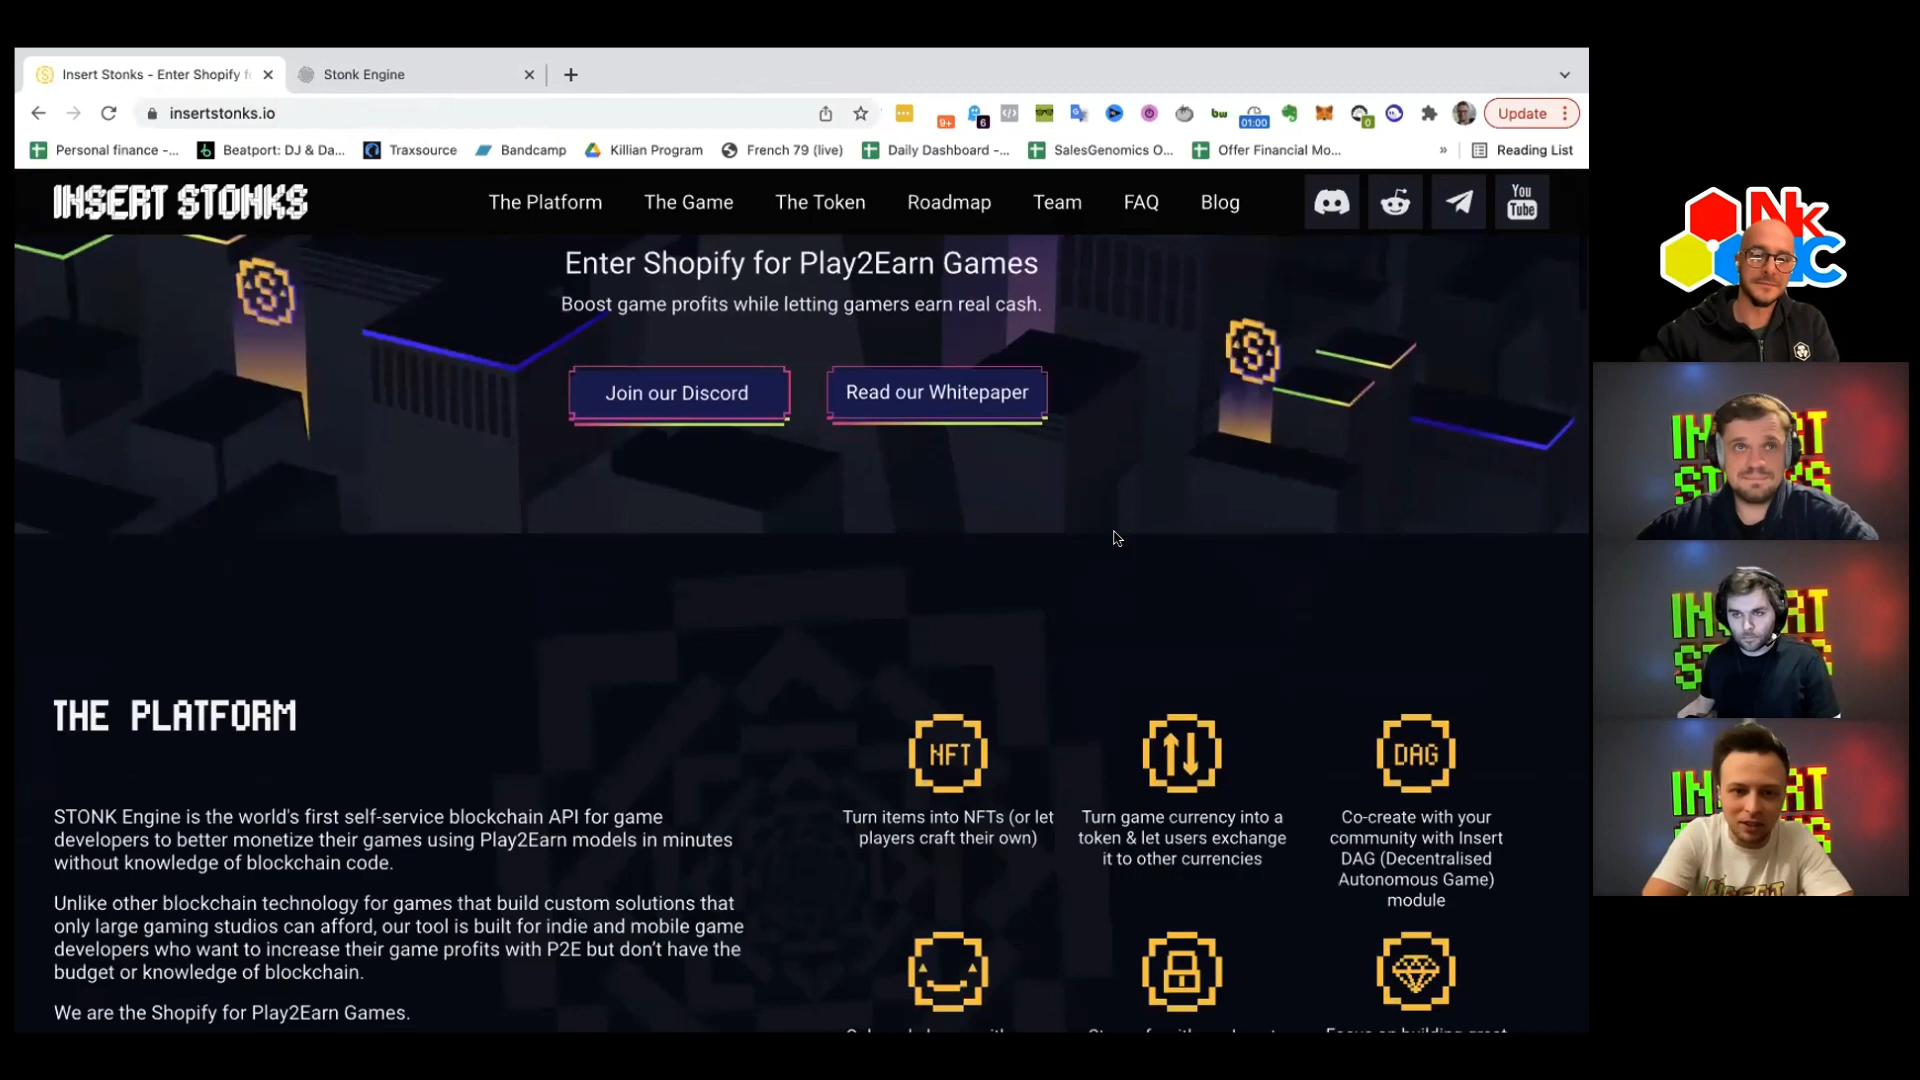 Insert Stonks - Enter Shopify f
Stonk Engine
insertstonks.io
9+
6
bw
01:00
0
Update
Personal finance -...
Beatport: DJ & Da...
Traxsource
Bandcamp
Killian Program
French 79 (live)
Daily Dashboard -...
SalesGenomics O...
Offer Financial Mo...
»
Reading List
INSERT STONKS
The Platform
The Game
The Token
Roadmap
Team
FAQ
Blog
You
Tube
Enter Shopify for Play2Earn Games
Boost game profits while letting gamers earn real cash.
Join our Discord
Read our Whitepaper
THE PLATFORM
STONK Engine is the world's first self-service blockchain API for game
developers to better monetize their games using Play2Earn models in minutes
without knowledge of blockchain code.
Unlike other blockchain technology for games that build custom solutions that
only large gaming studios can afford, our tool is built for indie and mobile game
developers who want to increase their game profits with P2E but don't have the
budget or knowledge of blockchain.
We are the Shopify for Play2Earn Games.
NFT
Turn items into NFTs (or let
players craft their own)
Turn game currency into a
token & let users exchange
it to other currencies
DAG
Co-create with your
community with Insert
DAG (Decentralised
Autonomous Game)
module
Nk
C